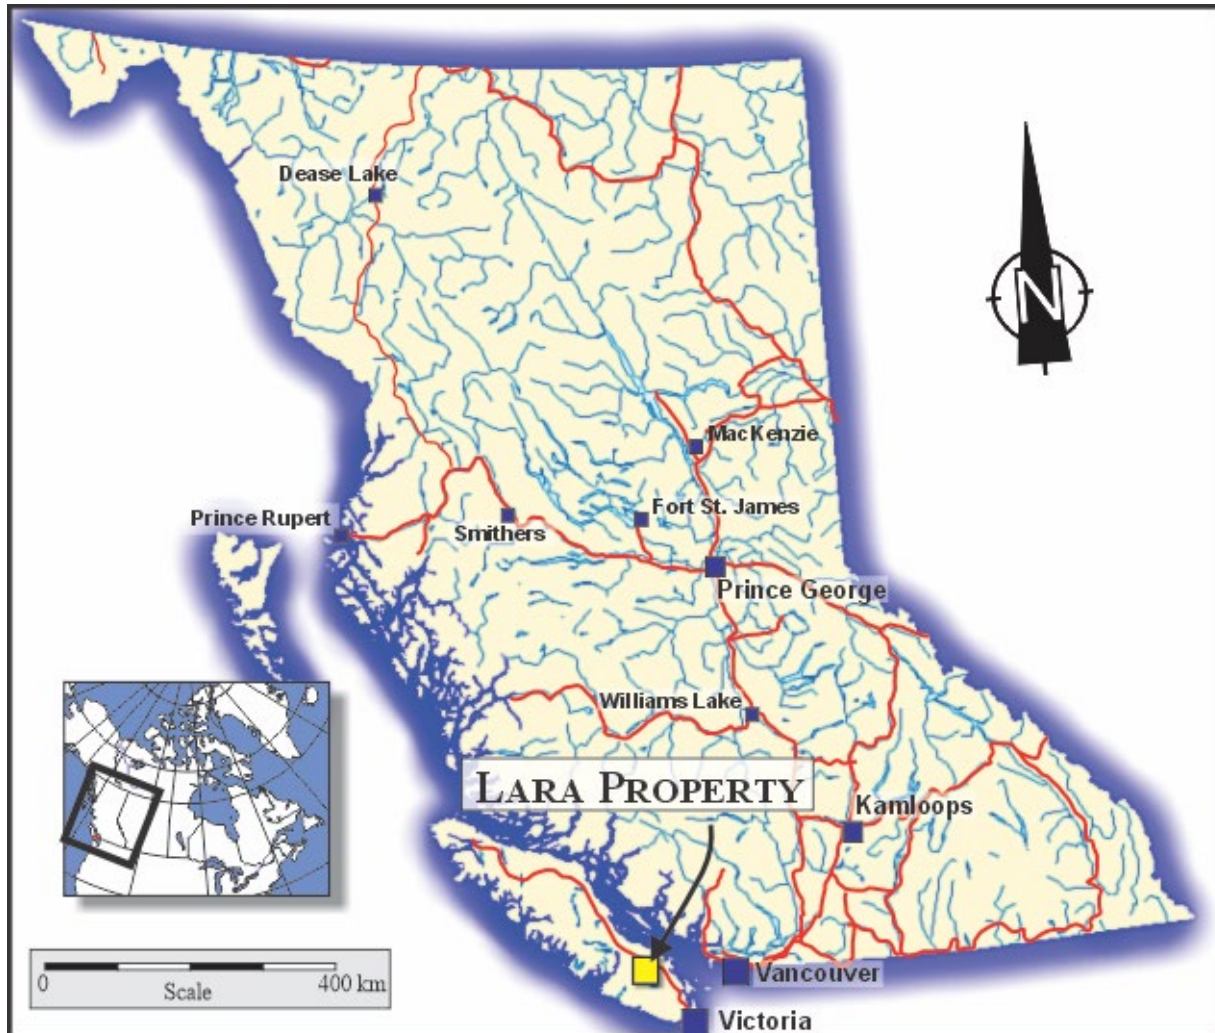 Dease Lake
N
MacKenzie
Prince Rupert
Smithers
Fort St. James
Prince George
Williams Lake
LARA PROPERTY
Kamloops
0
400 km
Scale
Vancouver
Victoria